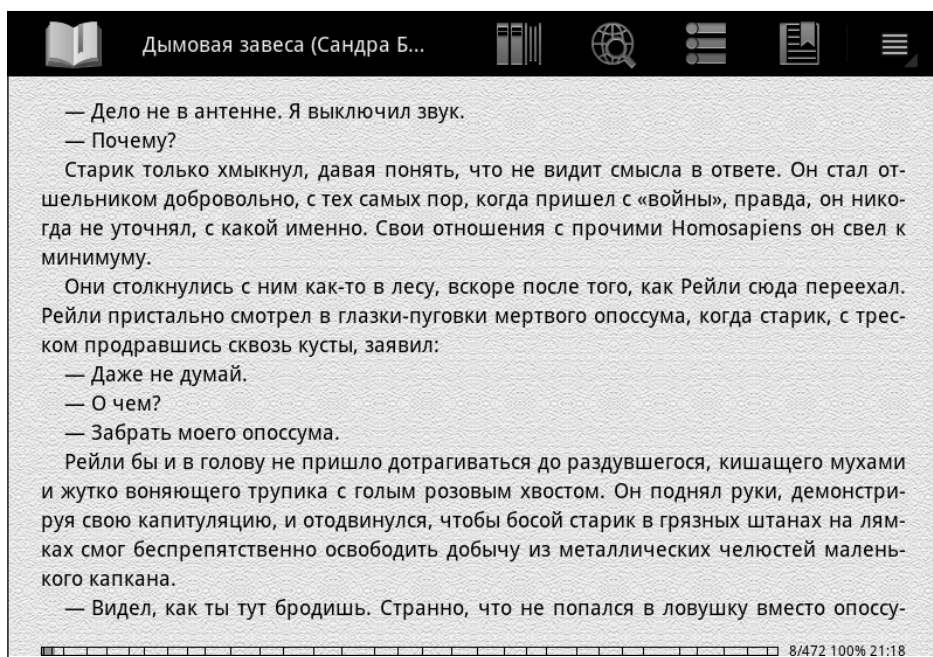 Дымовая завеса (Сандра Б...
— Дело не в антенне. Я выключил звук.
— Почему?
Старик только хмыкнул, давая понять, что не видит смысла в ответе. Он стал от-
шельником добровольно, с тех самых пор, когда пришел с «войны», правда, он нико-
гда не уточнял, с какой именно. Свои отношения с прочими Homosapiens он свел к
минимуму.
Они столкнулись с ним как-то в лесу, вскоре после того, как Рейли сюда переехал.
Рейли пристально смотрел в глазки-пуговки мертвого опоссума, когда старик, с трес-
ком продравшись сквозь кусты, заявил:
— Даже не думай.
— О чем?
— Забрать моего опоссума.
Рейли бы и в голову не пришло дотрагиваться до раздувшегося, кишащего мухами
и жутко воняющего трупика с голым розовым хвостом. Он поднял руки, демонстри-
руя свою капитуляцию, и отодвинулся, чтобы босой старик в грязных штанах на лям-
ках смог беспрепятственно освободить добычу из металлических челюстей малень-
кого капкана.
— Видел, как ты тут бродишь. Странно, что не попался в ловушку вместо опоссу-
8/472 100% 21:18